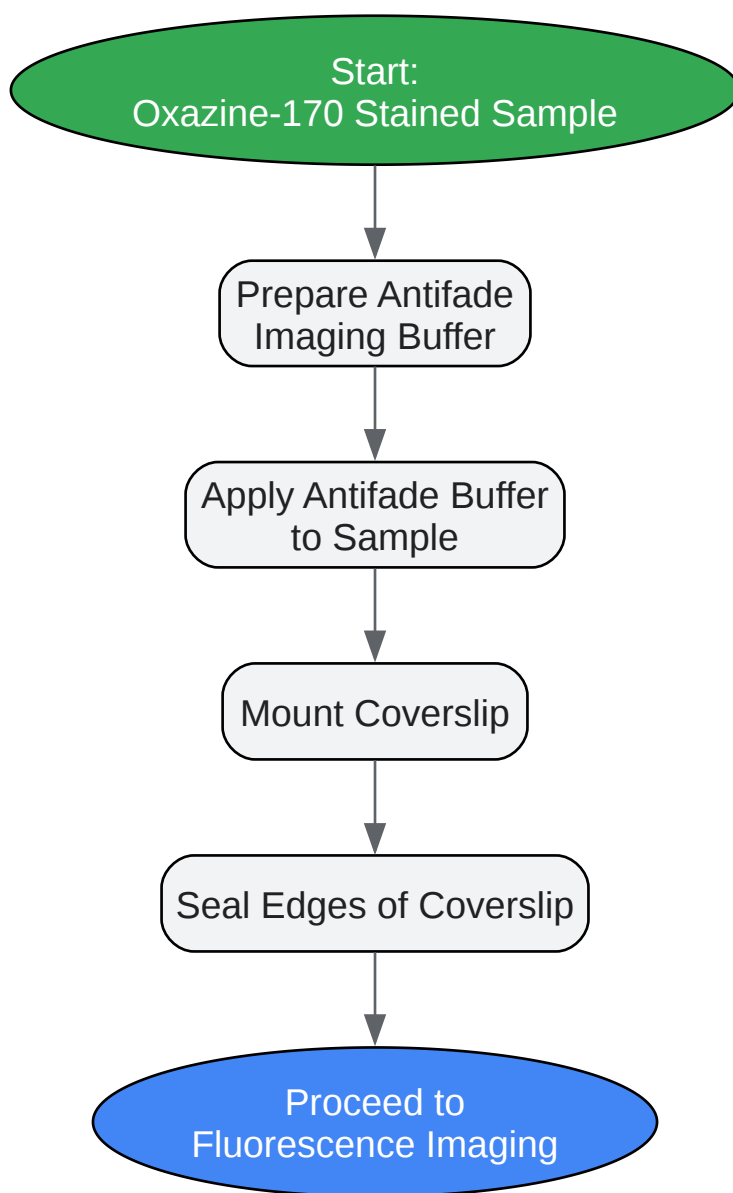 Start:
Oxazine-170 Stained Sample
Prepare Antifade
Imaging Buffer
Apply Antifade Buffer
to Sample
Mount Coverslip
Seal Edges of Coverslip
Proceed to
Fluorescence Imaging